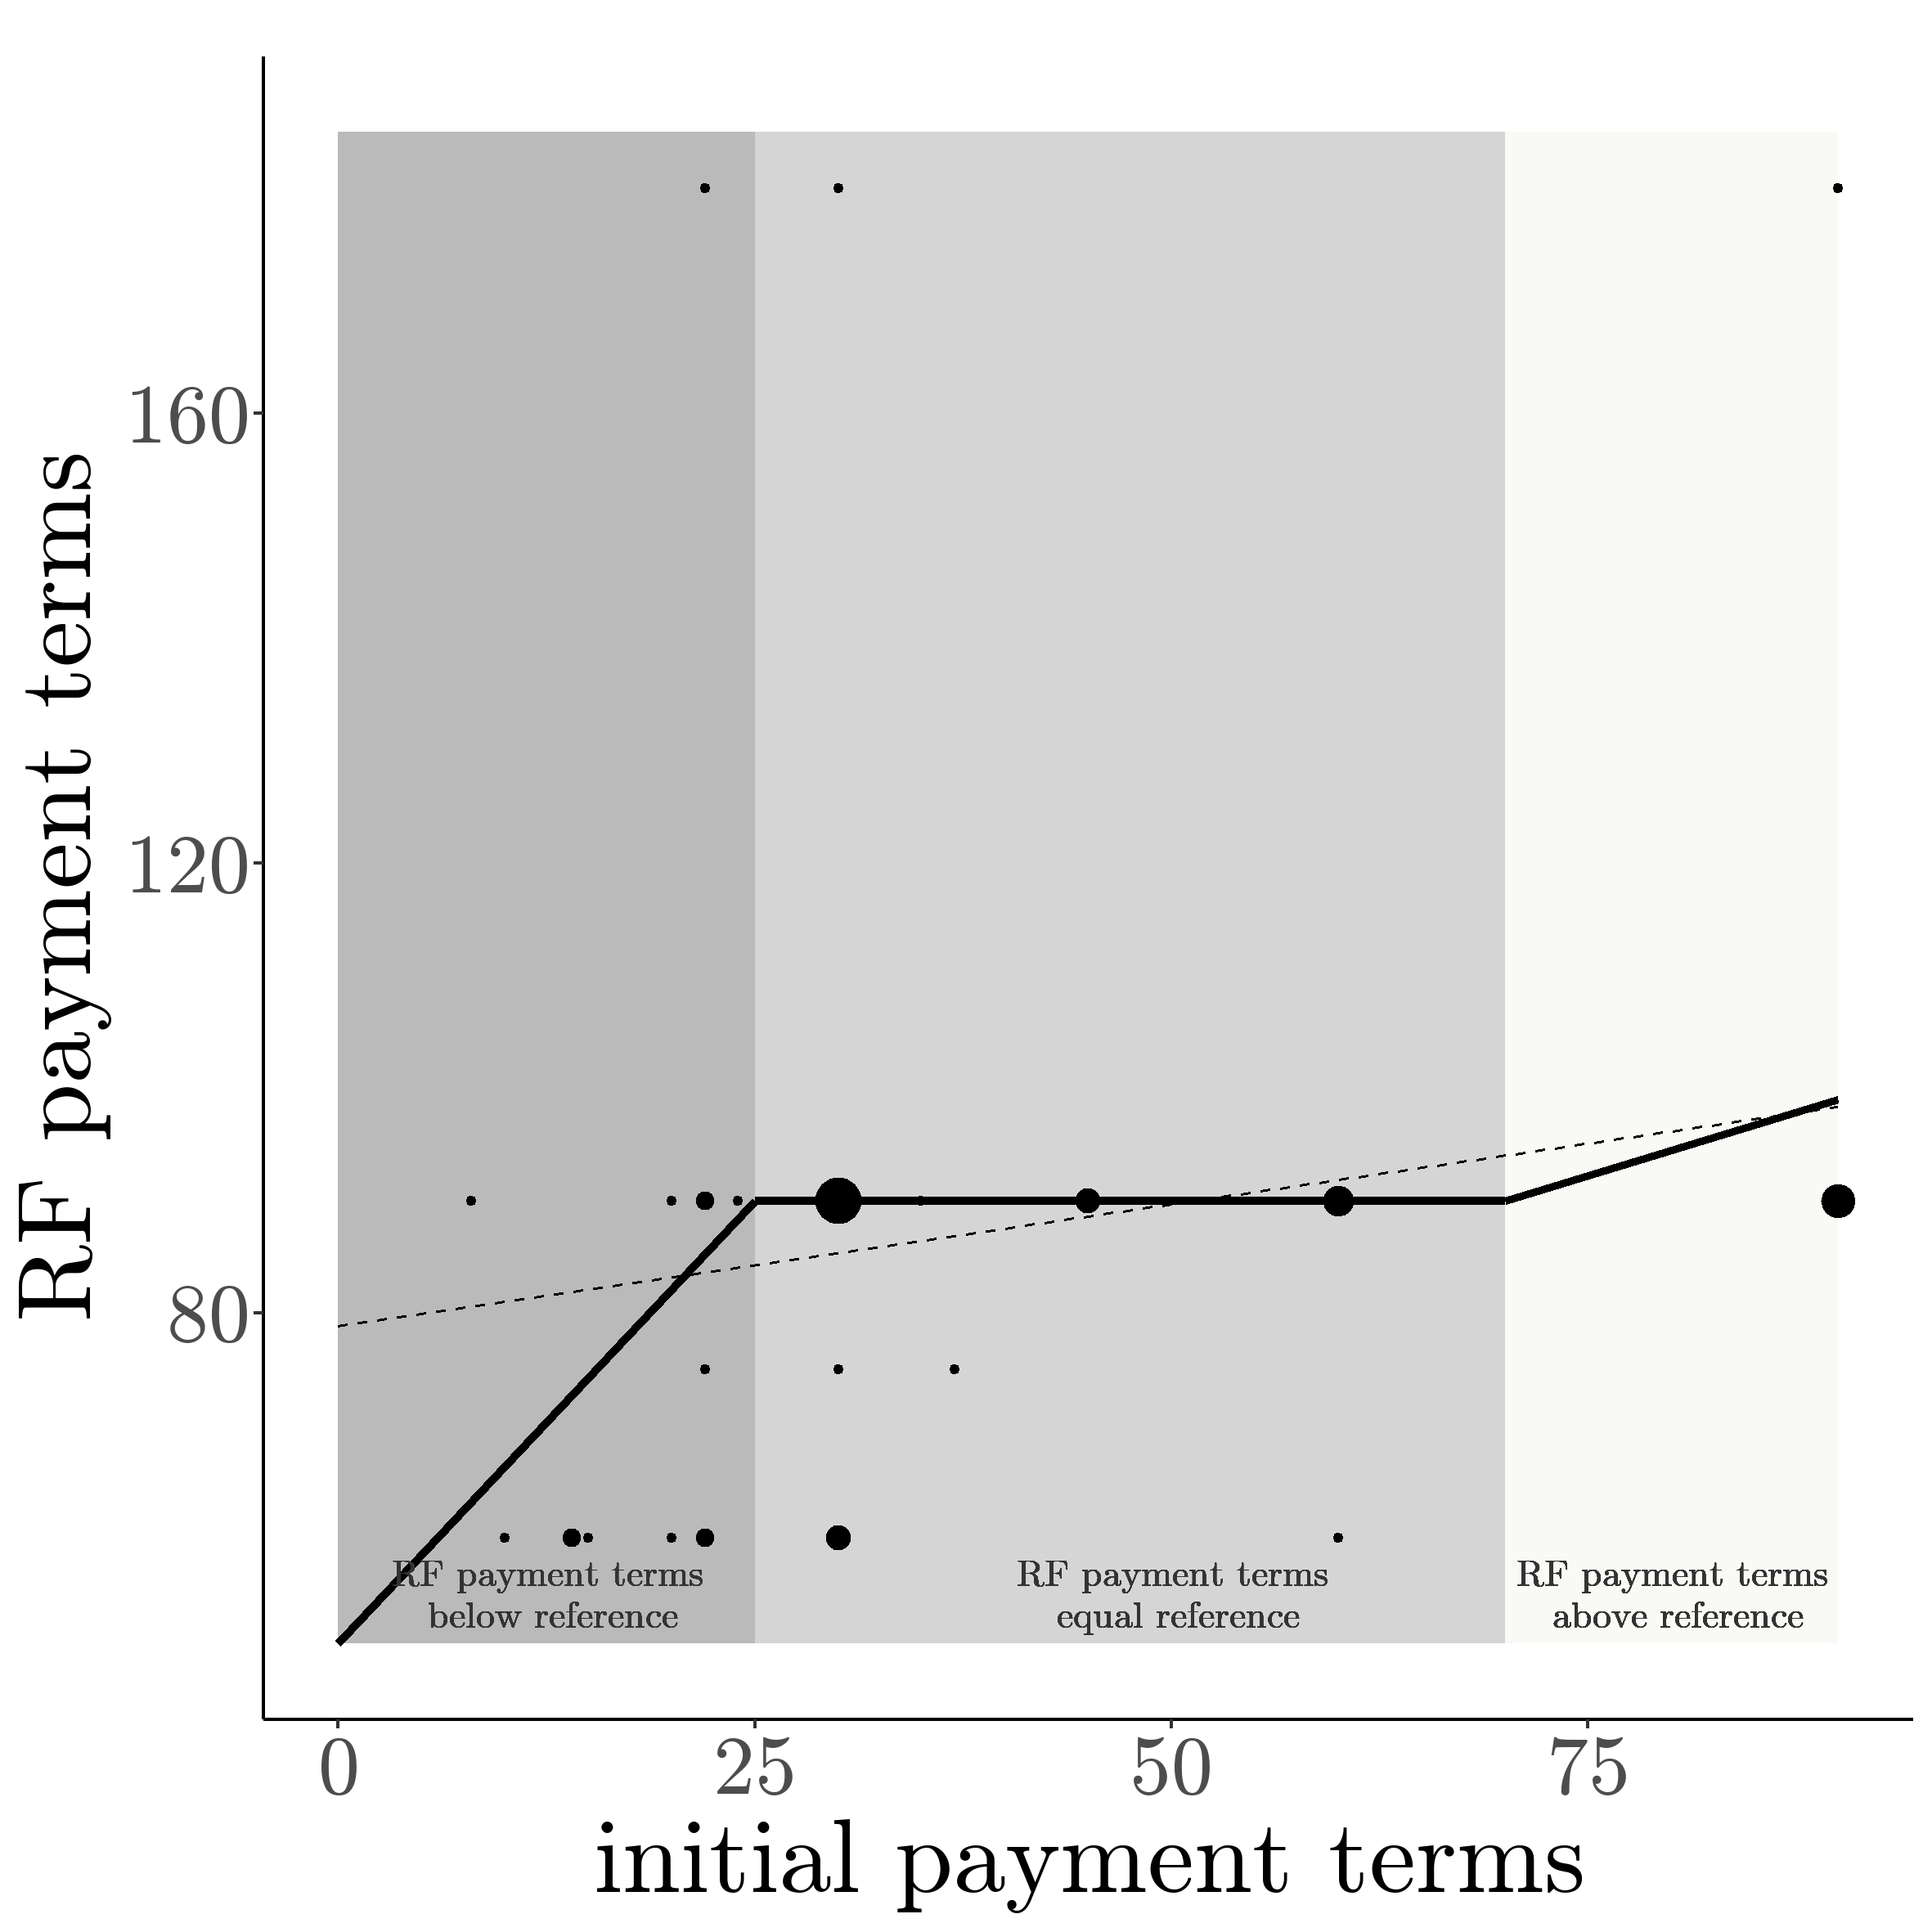 RF payment terms
160
120
80
RF payment terms
below reference
RF payment terms
equal reference
RF payment terms
above reference
0
25
50
75
initial payment terms